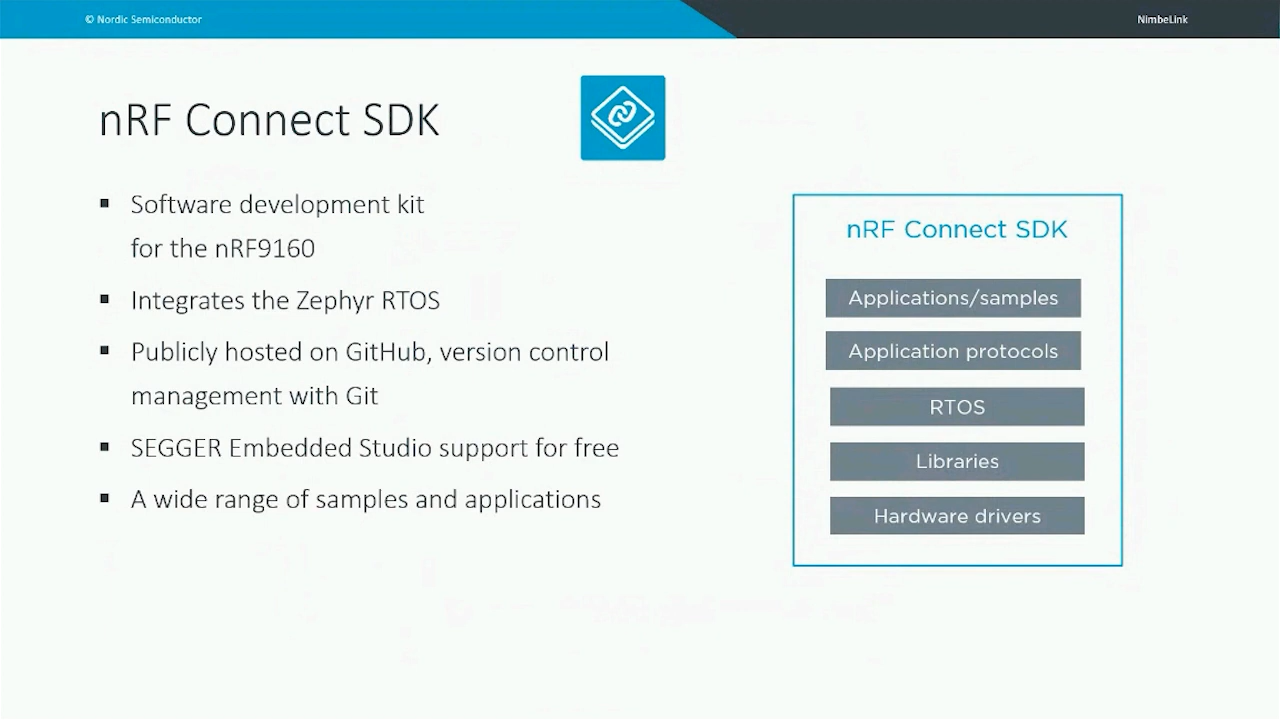 © Nordic Semiconductor
NimbeLink
nRF Connect SDK
▪ Software development kit
for the nRF9160
▪ Integrates the Zephyr RTOS
▪ Publicly hosted on GitHub, version control
management with Git
▪ SEGGER Embedded Studio support for free
▪ A wide range of samples and applications
nRF Connect SDK
Applications/samples
Application protocols
RTOS
Libraries
Hardware drivers